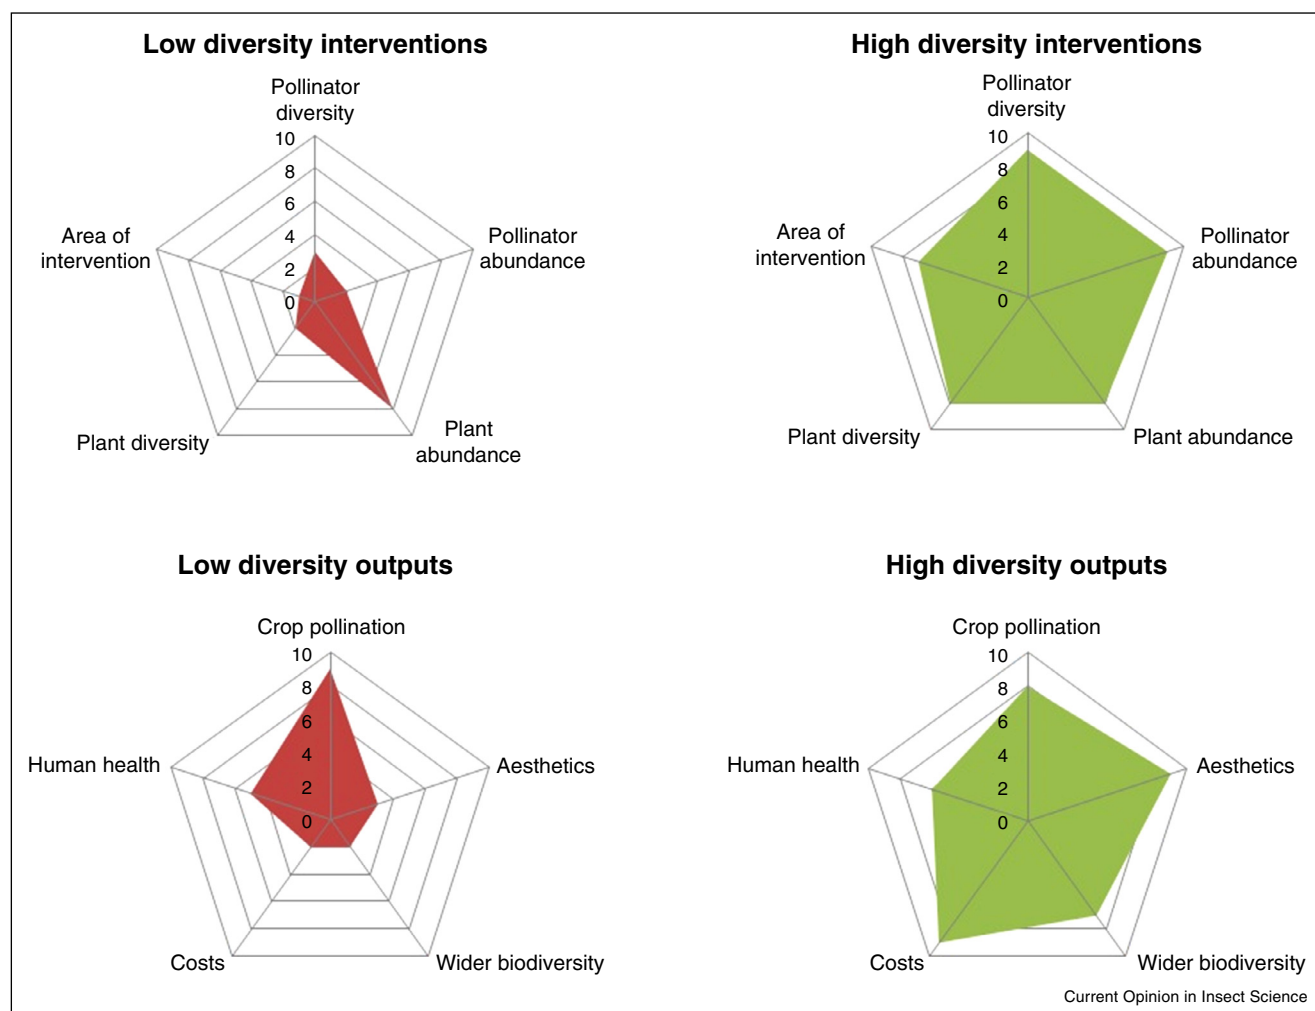 Low diversity interventions
Pollinator
diversity
10
8
6
4
2
0
Area of
intervention
Pollinator
abundance
Plant diversity
Plant
abundance
High diversity interventions
Pollinator
diversity
10
8
6
4
2
0
Area of
intervention
Pollinator
abundance
Plant diversity
Plant abundance
Low diversity outputs
Crop pollination
10
8
6
4
2
0
Human health
Aesthetics
Costs
Wider biodiversity
High diversity outputs
Crop pollination
10
8
6
4
2
0
Human health
Aesthetics
Costs
Wider biodiversity
Current Opinion in Insect Science